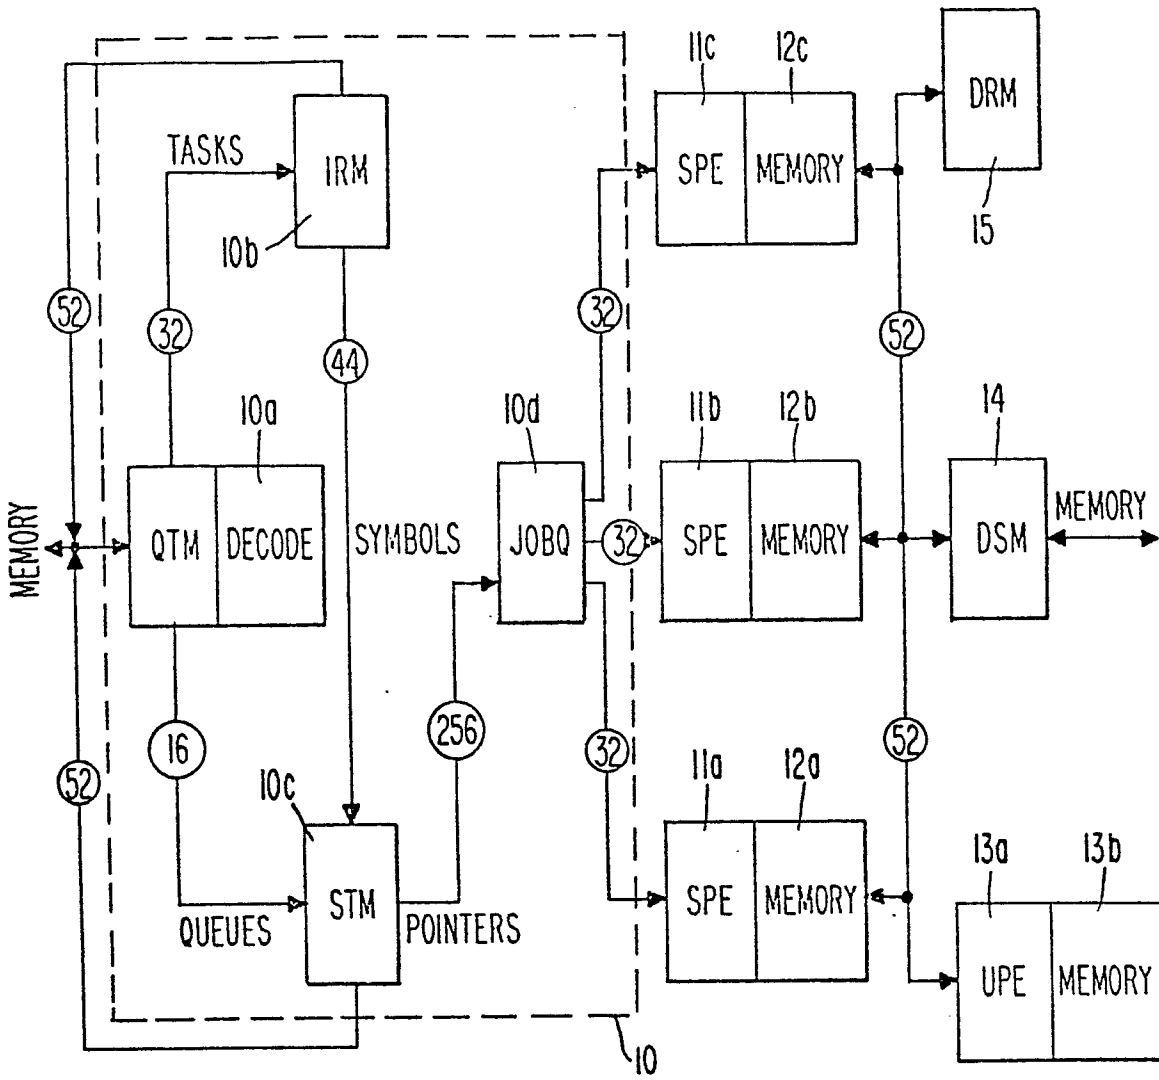 11c
12c
DRM
TASKS
IRM
SPE
MEMORY
15
10b
52
32
32
44
52
10a
10d
11b
12b
14
MEMORY
QTM
DECODE
SYMBOLS
JOBQ
32
SPE
MEMORY
DSM
MEMORY
16
256
32
52
52
10c
11a
12a
13a
13b
STM
SPE
MEMORY
QUEUES
POINTERS
UPE
MEMORY
10